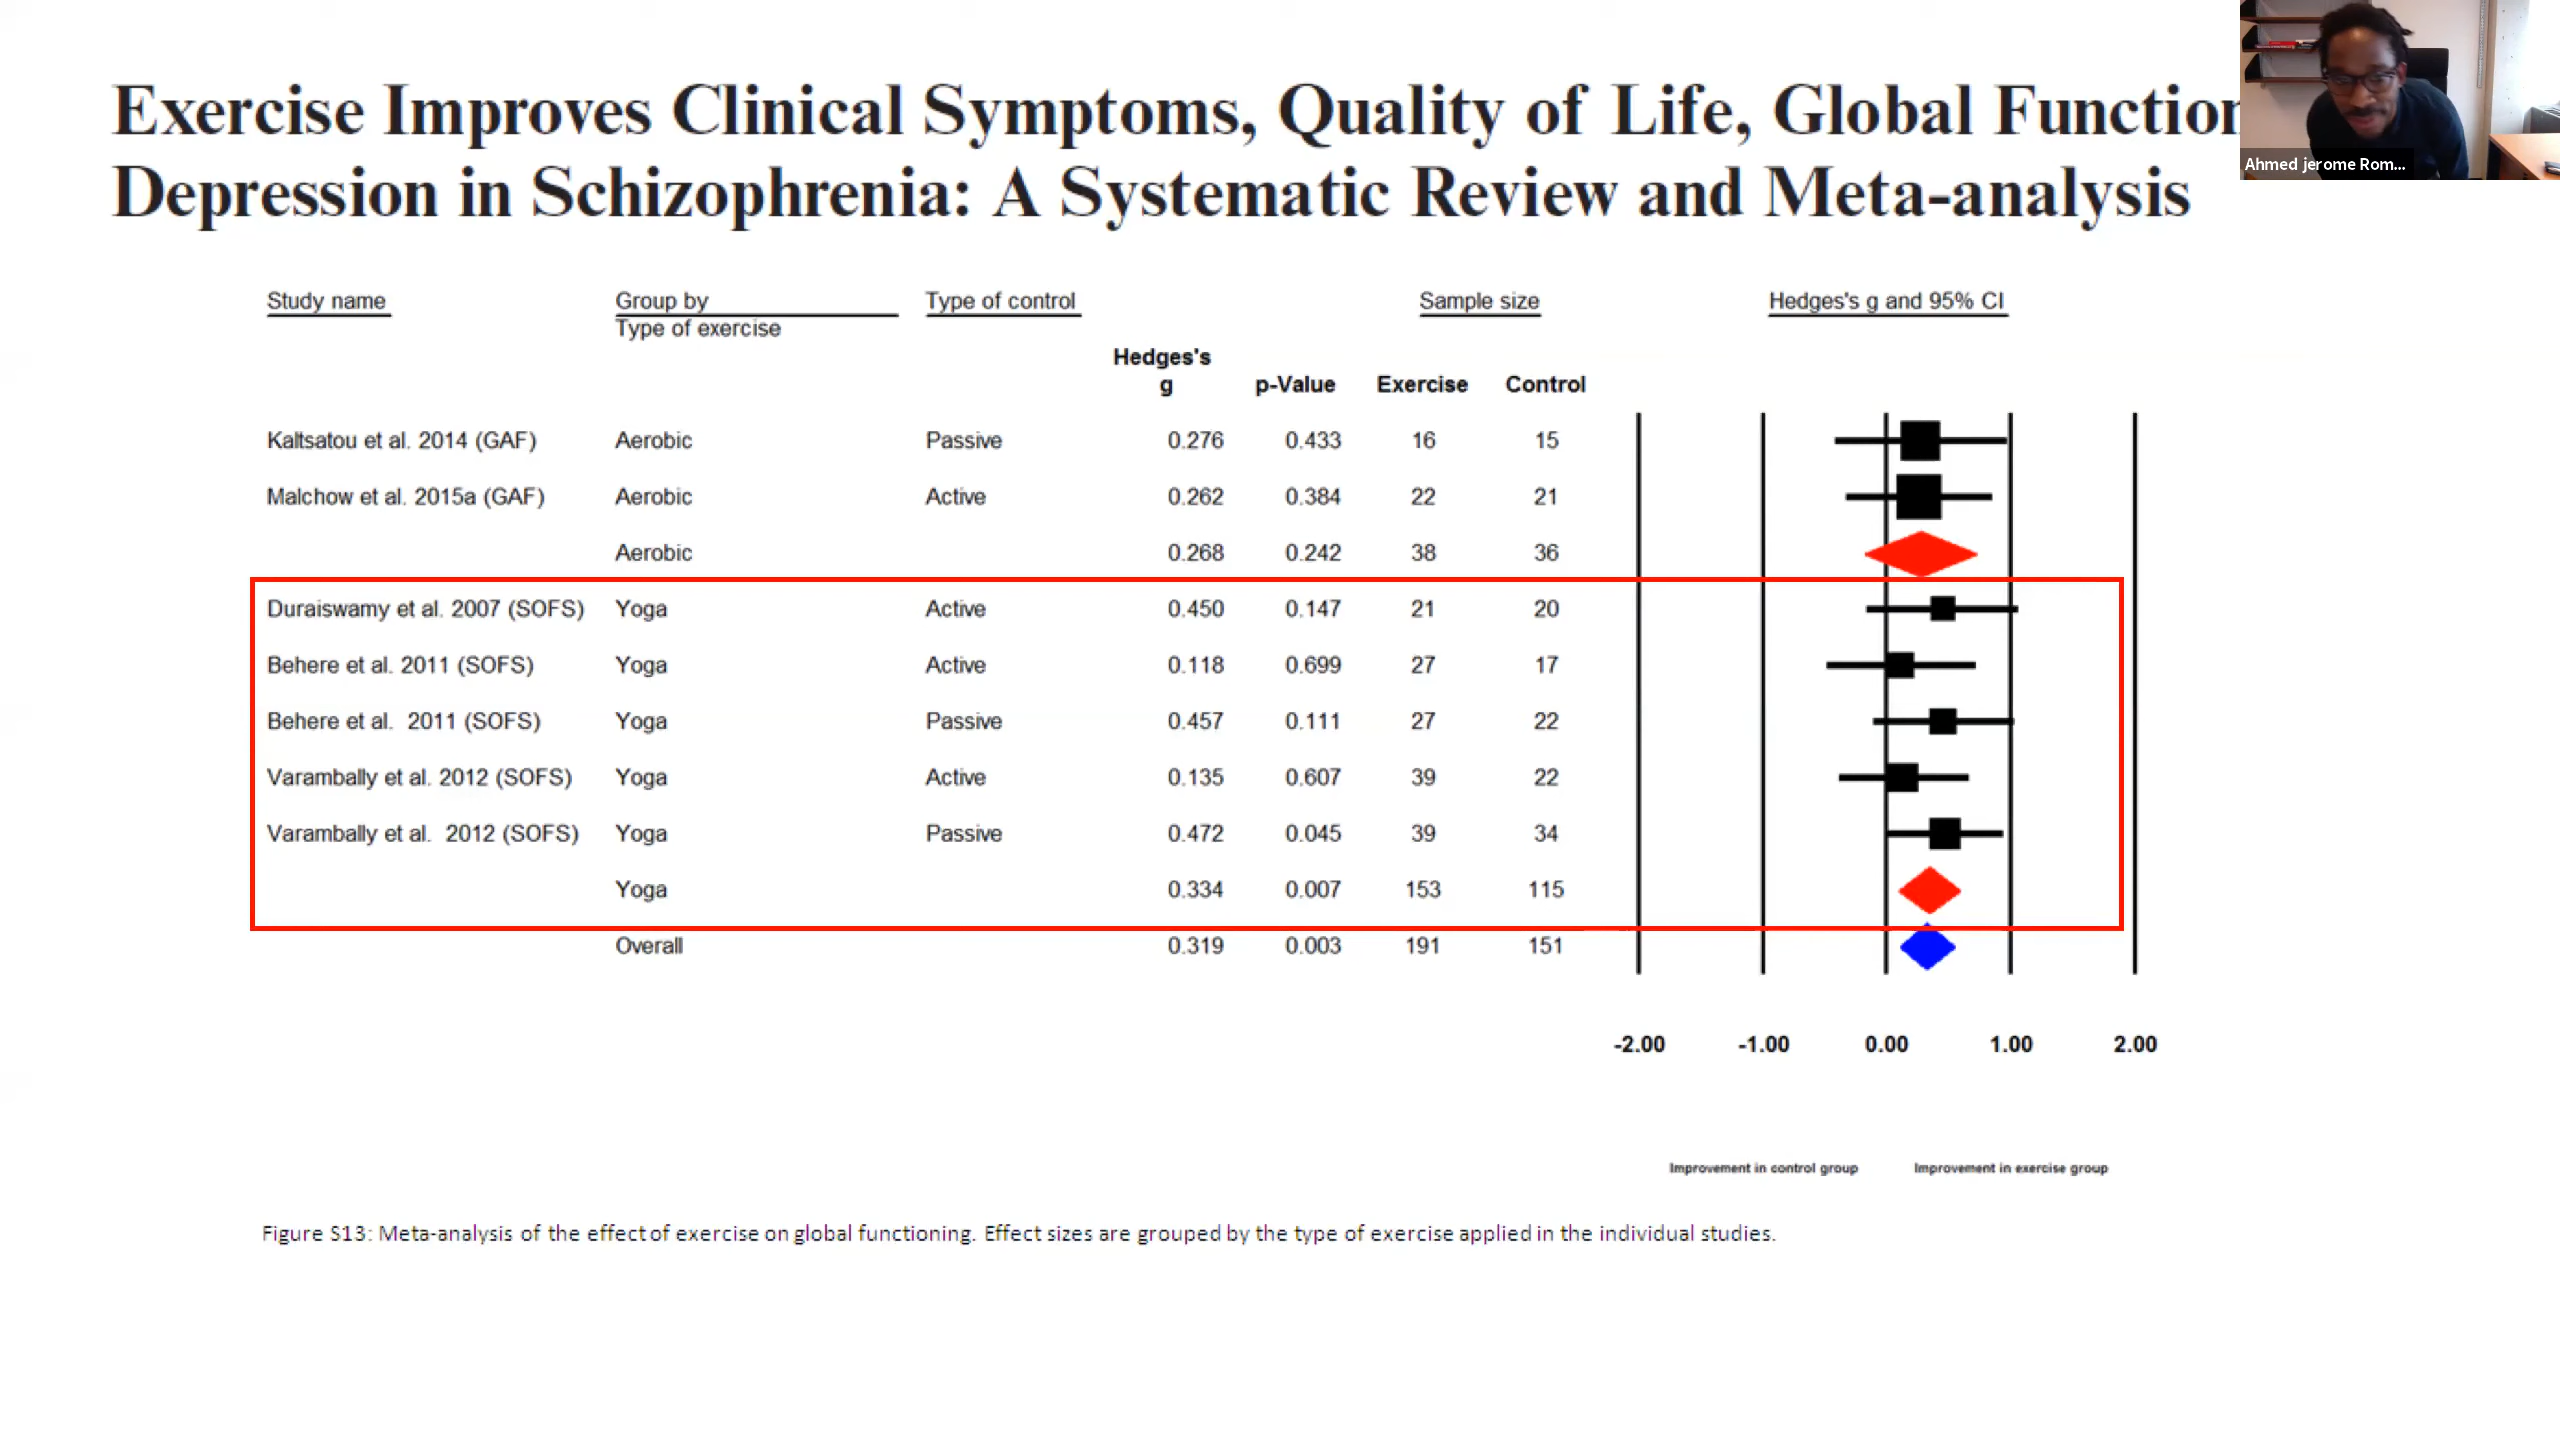 Exercise Improves Clinical Symptoms, Quality of Life, Global Function
Depression in Schizophrenia: A Systematic Review and Meta-analysis
Ahmed jerome Rom...
Study name Group by Type of control Sample size Hedges's g and 95% CI
Type of exercise
Hedges's
g p-Value Exercise Control
Kaltsatou et al. 2014 (GAF) Aerobic Passive 0.276 0.433 16 15
Malchow et al. 2015a (GAF) Aerobic Active 0.262 0.384 22 21
Aerobic 0.268 0.242 38 36
Duraiswamy et al. 2007 (SOFS) Yoga Active 0.450 0.147 21 20
Behere et al. 2011 (SOFS) Yoga Active 0.118 0.699 27 17
Behere et al. 2011 (SOFS) Yoga Passive 0.457 0.111 27 22
Varambally et al. 2012 (SOFS) Yoga Active 0.135 0.607 39 22
Varambally et al. 2012 (SOFS) Yoga Passive 0.472 0.045 39 34
Yoga 0.334 0.007 153 115
Overall 0.319 0.003 191 151
-2.00 -1.00 0.00 1.00 2.00
Improvement in control group Improvement in exercise group
Figure S13: Meta-analysis of the effect of exercise on global functioning. Effect sizes are grouped by the type of exercise applied in the individual studies.